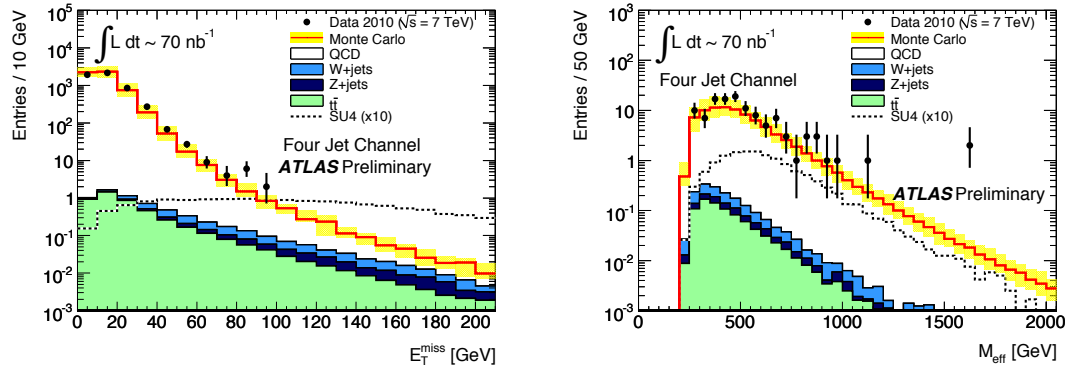 Entries / 10 GeV
10⁵
10⁴
10³
10²
10
1
10⁻¹
10⁻²
10⁻³
∫L dt ~ 70 nb⁻¹
Data 2010 (√s = 7 TeV)
Monte Carlo
QCD
W+jets
Z+jets
tt̄
SU4 (x10)
Four Jet Channel
ATLAS Preliminary
0 20 40 60 80 100 120 140 160 180 200
E_T^miss [GeV]
Entries / 50 GeV
10³
10²
10
1
10⁻¹
10⁻²
10⁻³
∫L dt ~ 70 nb⁻¹
Data 2010 (√s = 7 TeV)
Monte Carlo
QCD
W+jets
Z+jets
tt̄
SU4 (x10)
Four Jet Channel
ATLAS Preliminary
0 500 1000 1500 2000
M_eff [GeV]